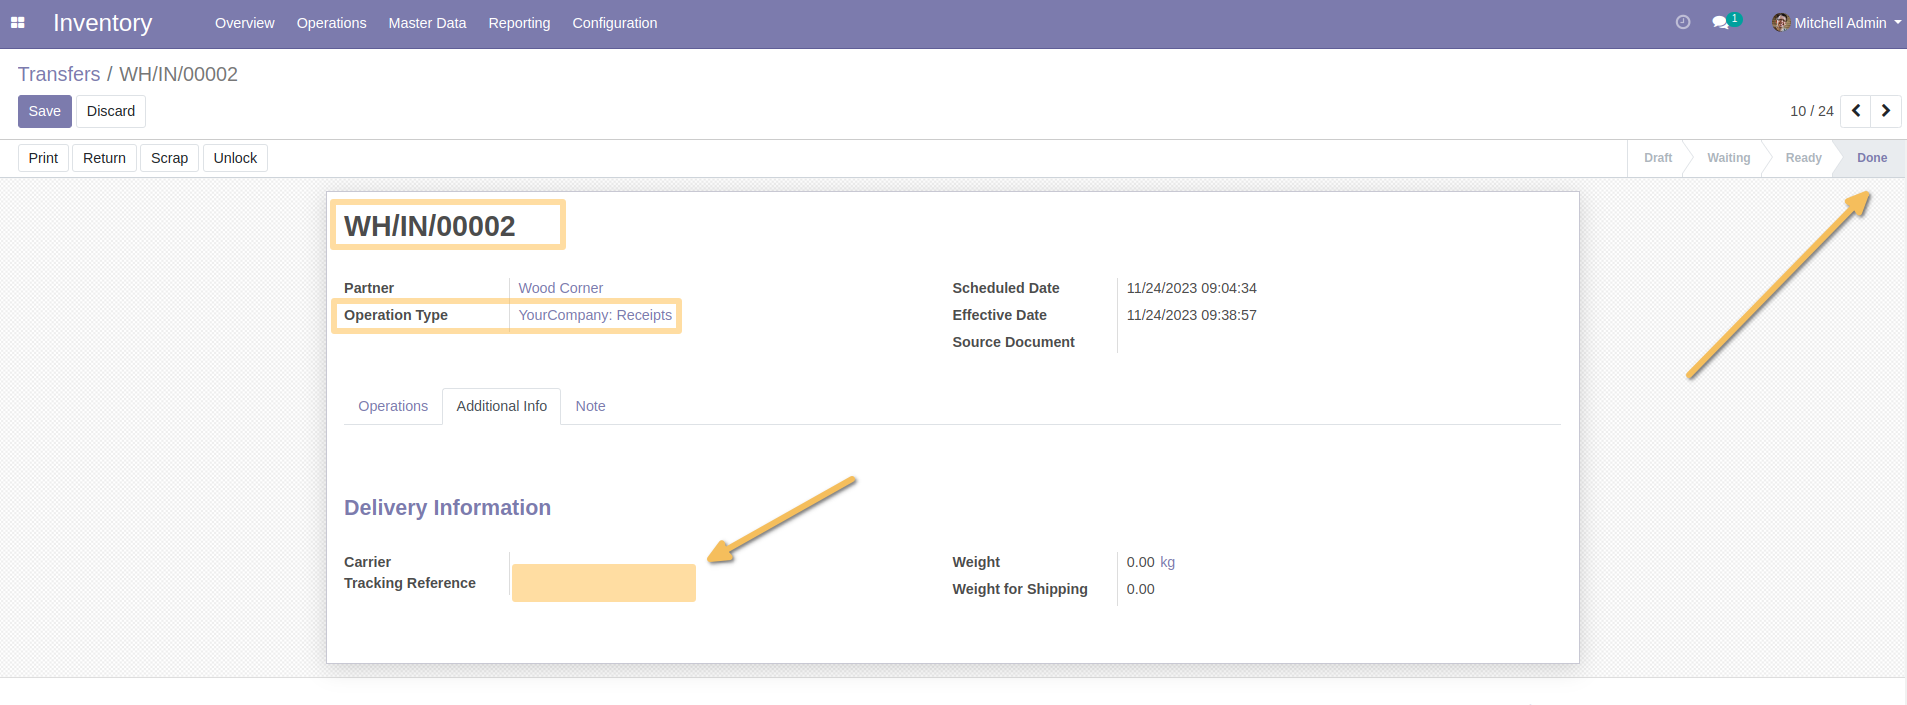 Inventory Overview Operations Master Data Reporting Configuration 1 Mitchell Admin
Transfers / WH/IN/00002
Save Discard 10 / 24
Print Return Scrap Unlock Draft Waiting Ready Done
WH/IN/00002
Partner Wood Corner Scheduled Date 11/24/2023 09:04:34
Operation Type YourCompany: Receipts Effective Date 11/24/2023 09:38:57
Source Document
Operations Additional Info Note
Delivery Information
Carrier Weight 0.00 kg
Tracking Reference Weight for Shipping 0.00